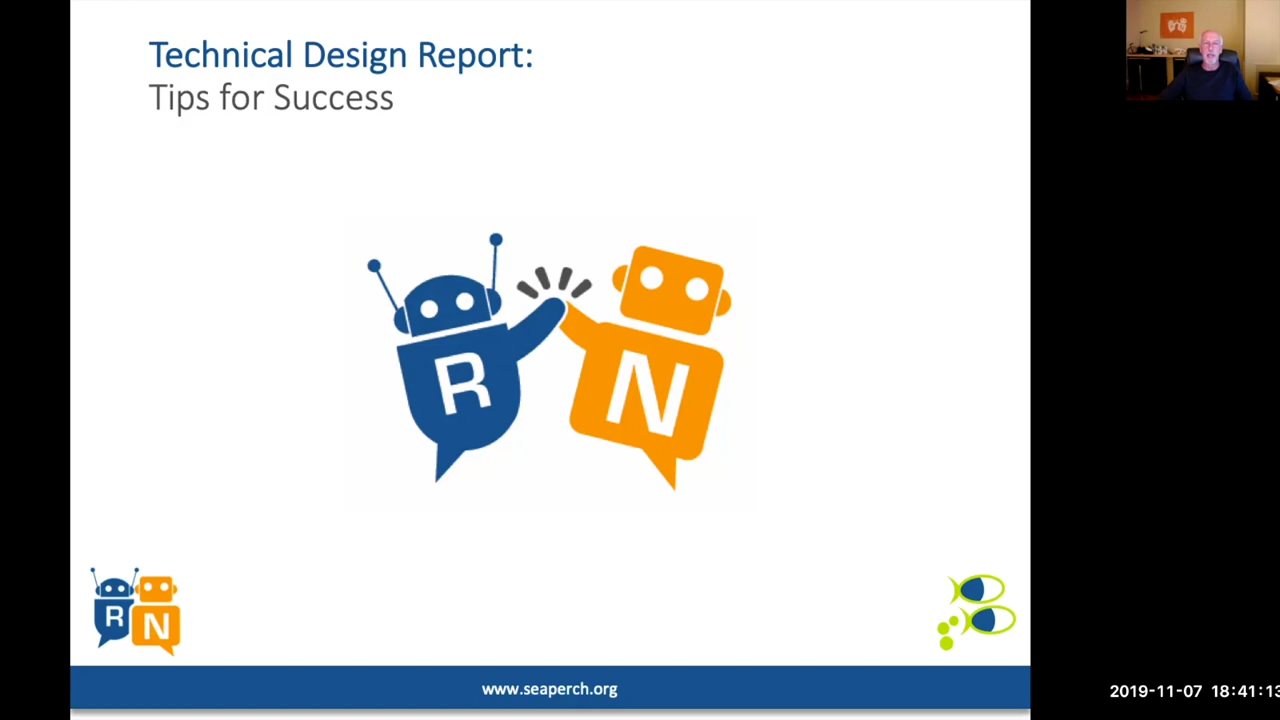 Technical Design Report:
Tips for Success
R
N
R
N
www.seaperch.org
2019-11-07 18:41:13